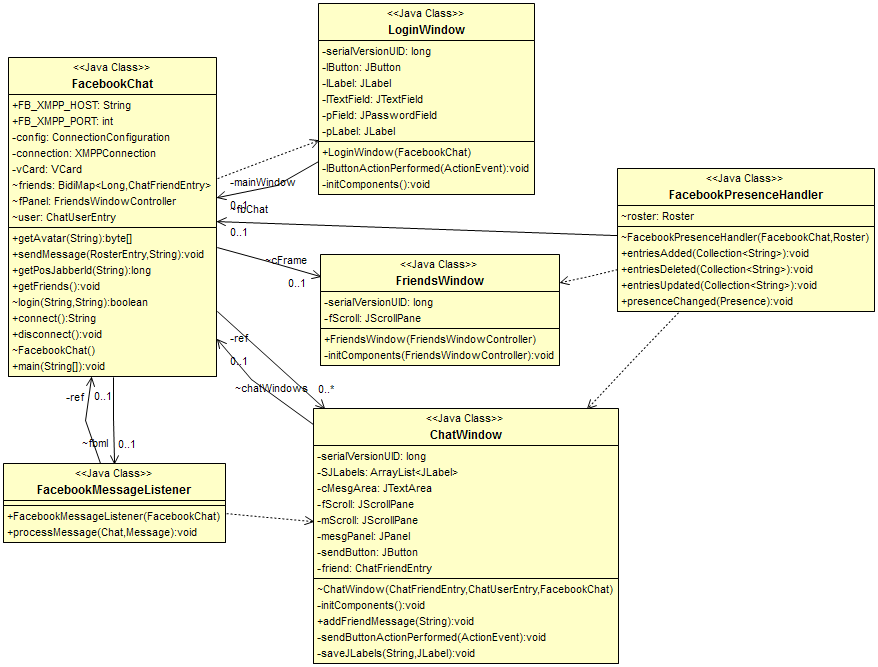 <<Java Class>>
LoginWindow
-serialVersionUID: long
-lButton: JButton
-lLabel: JLabel
-lTextField: JTextField
-pField: JPasswordField
-pLabel: JLabel
+LoginWindow(FacebookChat)
-lButtonActionPerformed(ActionEvent):void
-initComponents():void
<<Java Class>>
FacebookChat
+FB_XMPP_HOST: String
+FB_XMPP_PORT: int
-config: ConnectionConfiguration
-connection: XMPPConnection
-vCard: VCard
~friends: BidiMap<Long,ChatFriendEntry>
~fPanel: FriendsWindowController
~user: ChatUserEntry
+getAvatar(String):byte[]
+sendMessage(RosterEntry,String):void
+getPosJabberId(String):long
+getFriends():void
~login(String,String):boolean
+connect():String
+disconnect():void
~FacebookChat()
+main(String[]):void
-mainWindow
0..1
~fbChat
0..1
<<Java Class>>
FacebookPresenceHandler
~roster: Roster
~FacebookPresenceHandler(FacebookChat,Roster)
+entriesAdded(Collection<String>):void
+entriesDeleted(Collection<String>):void
+entriesUpdated(Collection<String>):void
+presenceChanged(Presence):void
~cFrame
0..1
<<Java Class>>
FriendsWindow
-serialVersionUID: long
-fScroll: JScrollPane
+FriendsWindow(FriendsWindowController)
-initComponents(FriendsWindowController):void
-ref
0..1
~chatWindows
0..*
-ref
0..1
~fbml
0..1
<<Java Class>>
FacebookMessageListener
+FacebookMessageListener(FacebookChat)
+processMessage(Chat,Message):void
<<Java Class>>
ChatWindow
-serialVersionUID: long
-SJLabels: ArrayList<JLabel>
-cMesgArea: JTextArea
-fScroll: JScrollPane
-mScroll: JScrollPane
-mesgPanel: JPanel
-sendButton: JButton
-friend: ChatFriendEntry
~ChatWindow(ChatFriendEntry,ChatUserEntry,FacebookChat)
-initComponents():void
+addFriendMessage(String):void
-sendButtonActionPerformed(ActionEvent):void
-saveJLabels(String,JLabel):void